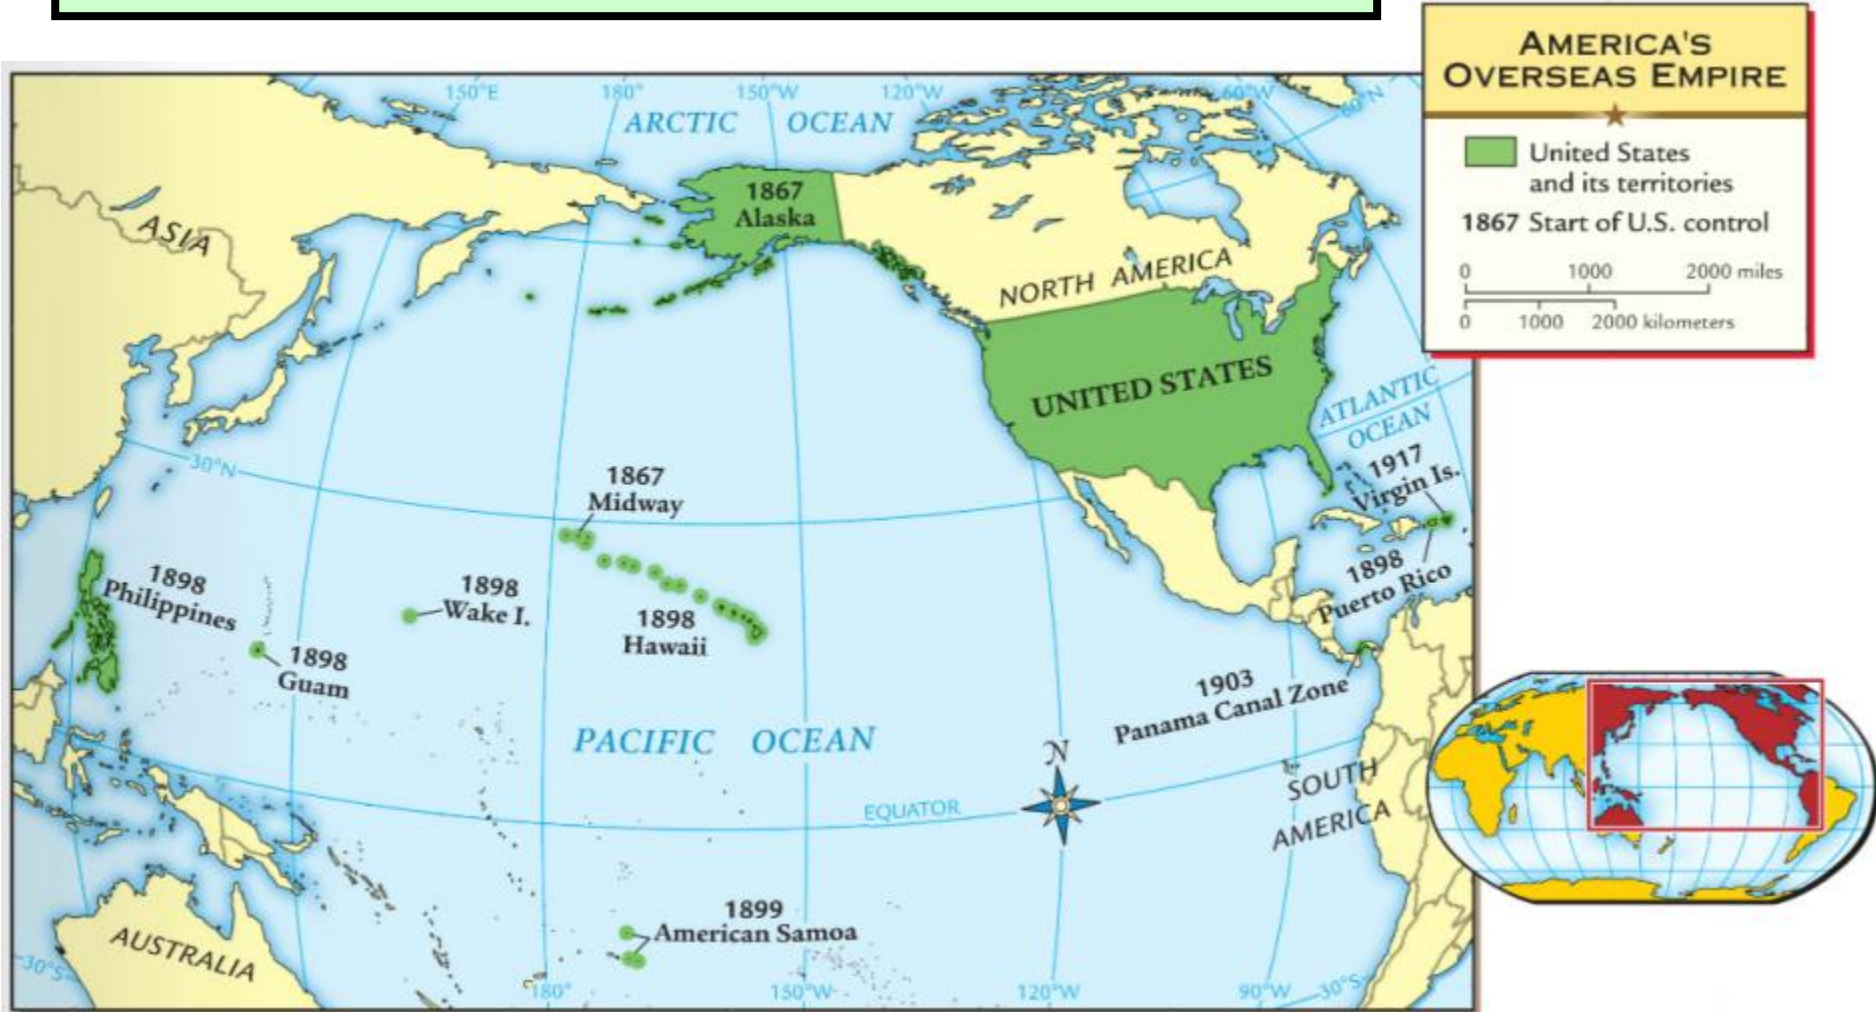 AMERICA'S
OVERSEAS EMPIRE
United States
and its territories
1867 Start of U.S. control
0 1000 2000 miles
0 1000 2000 kilometers
150°E 180° 150°W 120°W 60°W 60°N
ARCTIC OCEAN
1867
Alaska
ASIA
NORTH AMERICA
UNITED STATES
ATLANTIC
OCEAN
30°N
1867
Midway
1917
Virgin Is.
1898
Philippines
1898
Wake I.
1898
Hawaii
1898
Puerto Rico
1898
Guam
1903
Panama Canal Zone
PACIFIC OCEAN
N
EQUATOR
SOUTH
AMERICA
1899
American Samoa
AUSTRALIA
30°S
180° 150°W 120°W 90°W 30°S